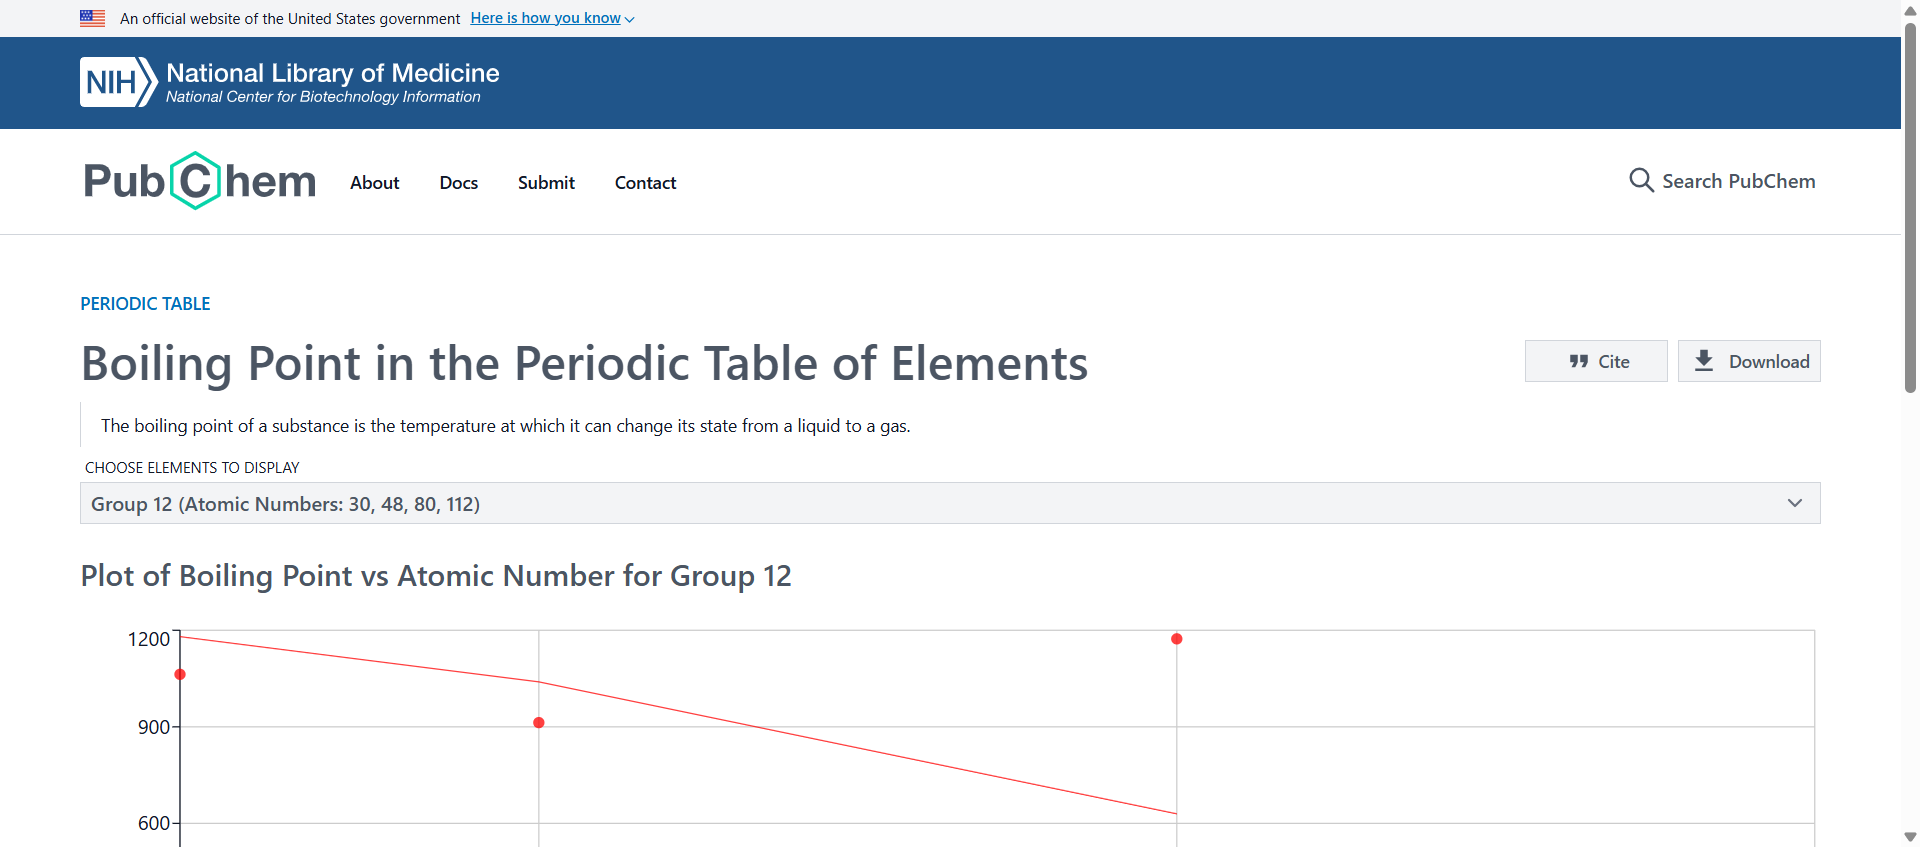 An official website of the United States government Here is how you know
NIH National Library of Medicine
National Center for Biotechnology Information
PubChem About Docs Submit Contact Search PubChem
PERIODIC TABLE
Boiling Point in the Periodic Table of Elements
Cite Download
The boiling point of a substance is the temperature at which it can change its state from a liquid to a gas.
CHOOSE ELEMENTS TO DISPLAY
Group 12 (Atomic Numbers: 30, 48, 80, 112)
Plot of Boiling Point vs Atomic Number for Group 12
1200
900
600